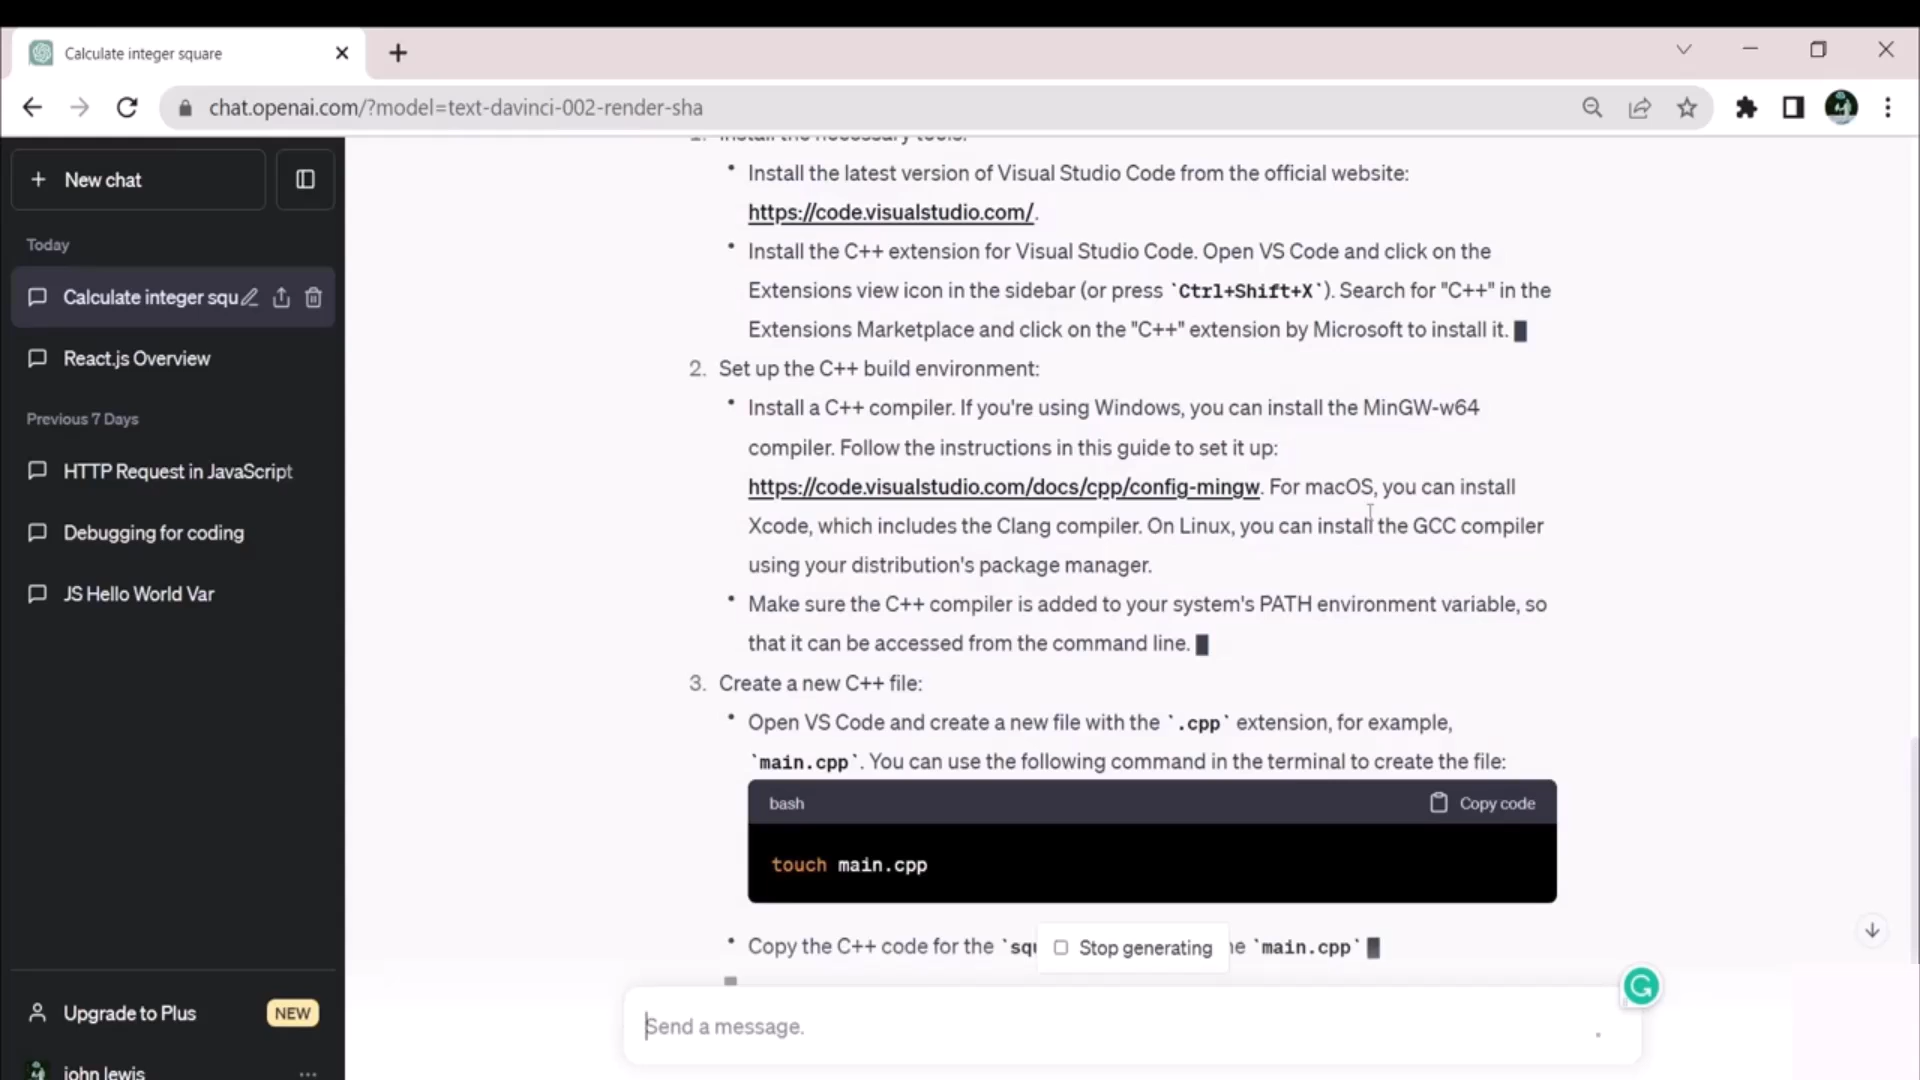 Calculate integer square
chat.openai.com/?model=text-davinci-002-render-sha
+ New chat
Today
Calculate integer squ
React.js Overview
Previous 7 Days
HTTP Request in JavaScript
Debugging for coding
JS Hello World Var
Upgrade to Plus NEW
john lewis
1. Install the necessary tools:
• Install the latest version of Visual Studio Code from the official website:
https://code.visualstudio.com/.
• Install the C++ extension for Visual Studio Code. Open VS Code and click on the
Extensions view icon in the sidebar (or press `Ctrl+Shift+X`). Search for "C++" in the
Extensions Marketplace and click on the "C++" extension by Microsoft to install it.
2. Set up the C++ build environment:
• Install a C++ compiler. If you're using Windows, you can install the MinGW-w64
compiler. Follow the instructions in this guide to set it up:
https://code.visualstudio.com/docs/cpp/config-mingw. For macOS, you can install
Xcode, which includes the Clang compiler. On Linux, you can install the GCC compiler
using your distribution's package manager.
• Make sure the C++ compiler is added to your system's PATH environment variable, so
that it can be accessed from the command line.
3. Create a new C++ file:
• Open VS Code and create a new file with the `.cpp` extension, for example,
`main.cpp`. You can use the following command in the terminal to create the file:
bash Copy code
touch main.cpp
• Copy the C++ code for the `squ
Stop generating
`main.cpp`
Send a message.